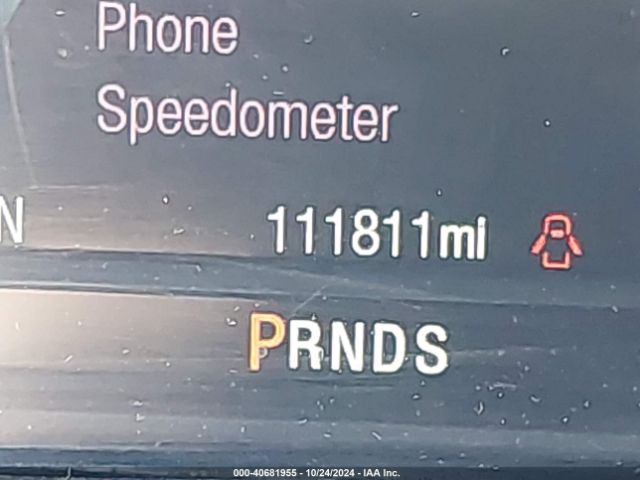 Phone
Speedometer
N 111811mi
PRNDS
000-40681955 - 10/24/2024 - IAA Inc.